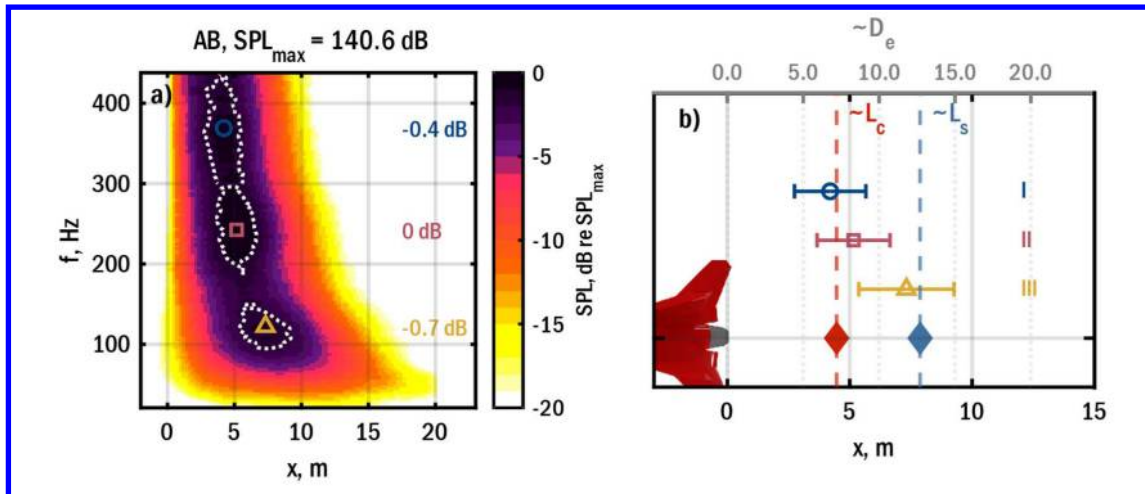 AB, SPLmax = 140.6 dB
a)
f, Hz
400
300
200
100
-0.4 dB
0 dB
-0.7 dB
0 5 10 15 20
x, m
0
-5
-10
-15
-20
SPL, dB re SPLmax
~De
0.0 5.0 10.0 15.0 20.0
b)
~Lc
~Ls
I
II
III
0 5 10 15
x, m